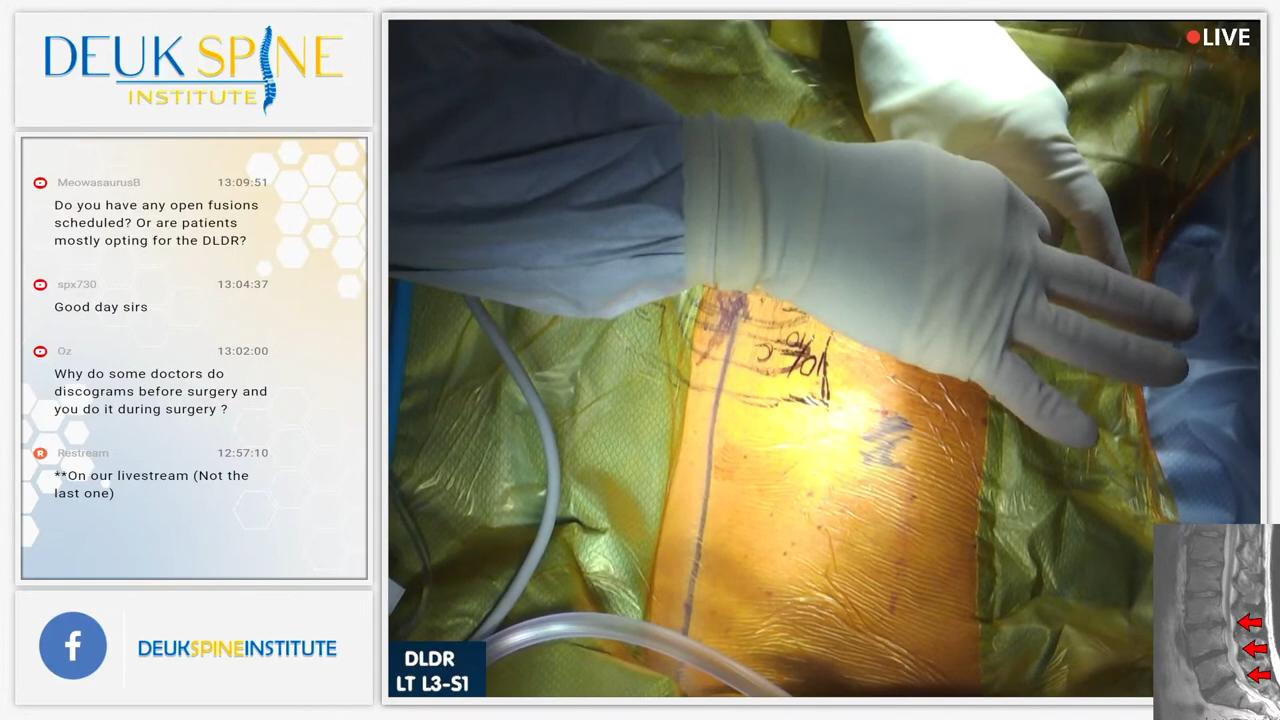 DEUK SPINE
INSTITUTE
MeowasaurusB 13:09:51
Do you have any open fusions
scheduled? Or are patients
mostly opting for the DLDR?
spx730 13:04:37
Good day sirs
Oz 13:02:00
Why do some doctors do
discograms before surgery and
you do it during surgery ?
Restream 12:57:10
**On our livestream (Not the
last one)
DEUKSPINEINSTITUTE
LIVE
DLDR
LT L3-S1